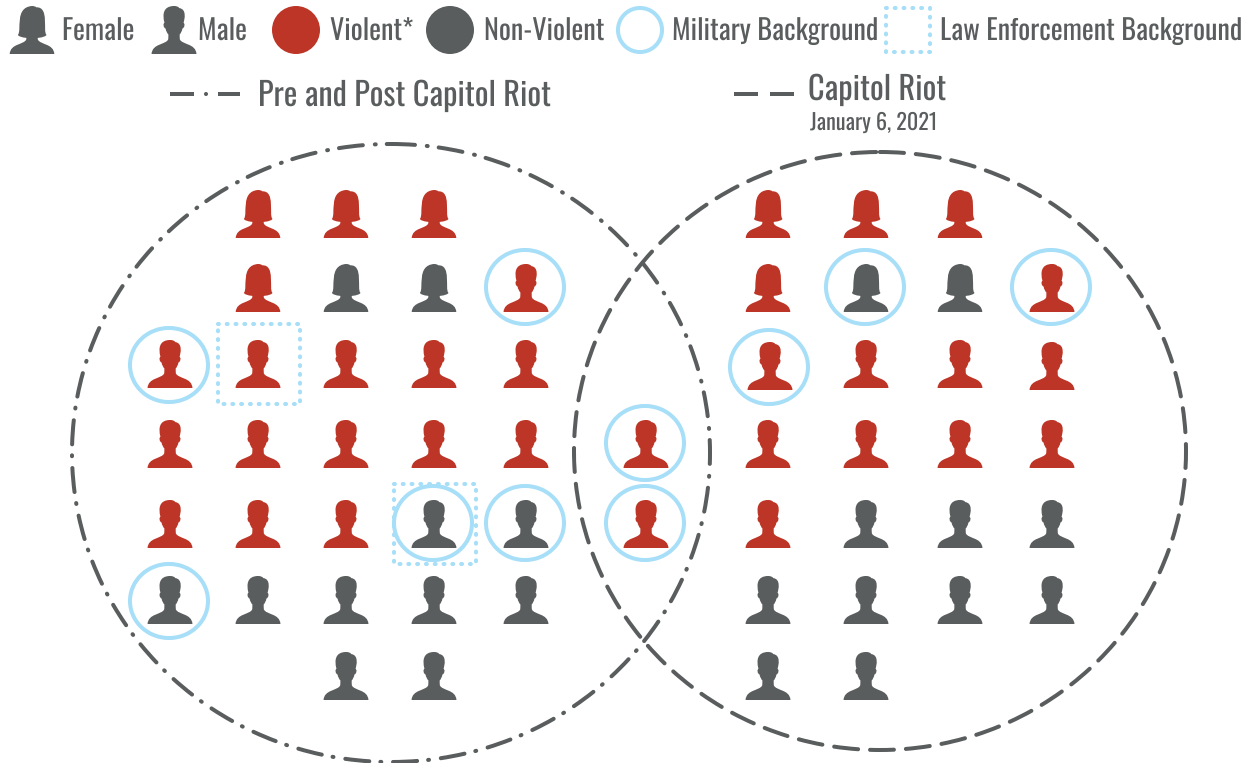 Female Male Violent* Non-Violent Military Background Law Enforcement Background
Pre and Post Capitol Riot
Capitol Riot
January 6, 2021